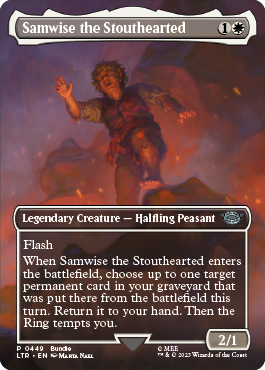 Samwise the Stouthearted 1
Legendary Creature — Halfling Peasant
Flash
When Samwise the Stouthearted enters
the battlefield, choose up to one target
permanent card in your graveyard that
was put there from the battlefield this
turn. Return it to your hand. Then the
Ring tempts you.
2/1
P 0449 Bundle
LTR • EN Marta Nael
© MEE
™ & © 2023 Wizards of the Coast